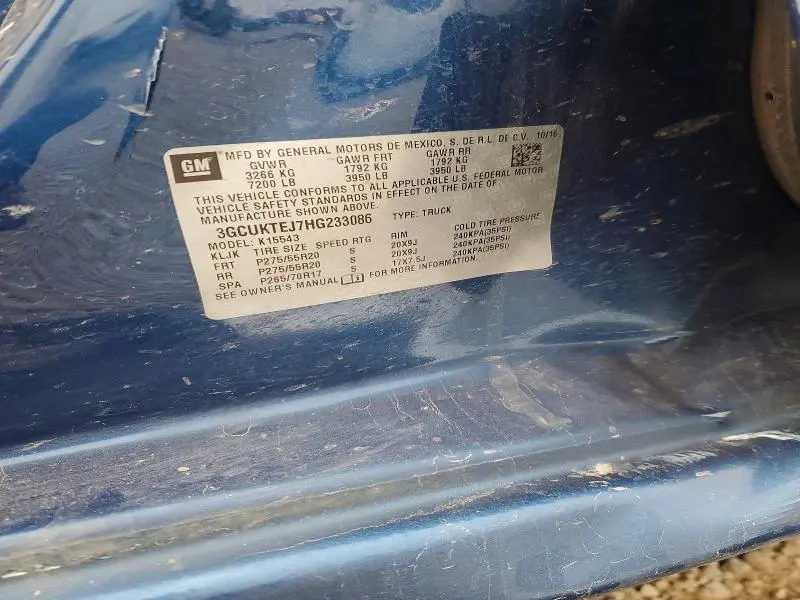 GM MFD BY GENERAL MOTORS DE MEXICO, S. DE R.L. DE C.V. 10/16
GVWR GAWR FRT GAWR RR
3266 KG 1792 KG 1792 KG
7200 LB 3950 LB 3950 LB
THIS VEHICLE CONFORMS TO ALL APPLICABLE U.S. FEDERAL MOTOR
VEHICLE SAFETY STANDARDS IN EFFECT ON THE DATE OF
MANUFACTURE SHOWN ABOVE.
3GCUKTEJ7HG233086 TYPE: TRUCK
MODEL: K15543
KLJK TIRE SIZE SPEED RTG RIM COLD TIRE PRESSURE
FRT P275/55R20 S 20X9J 240KPA(35PSI)
RR P275/55R20 S 20X9J 240KPA(35PSI)
SPA P265/70R17 S 17X7.5J 240KPA(35PSI)
SEE OWNER'S MANUAL FOR MORE INFORMATION.